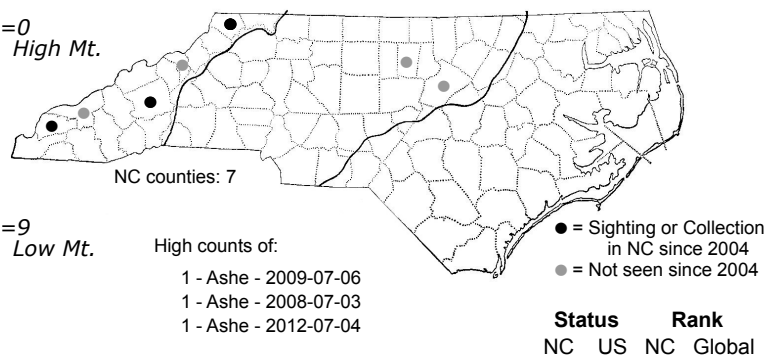 =0
High Mt.
NC counties: 7
=9
Low Mt.
High counts of:
1 - Ashe - 2009-07-06
1 - Ashe - 2008-07-03
1 - Ashe - 2012-07-04
● = Sighting or Collection
in NC since 2004
● = Not seen since 2004
Status Rank
NC US NC Global